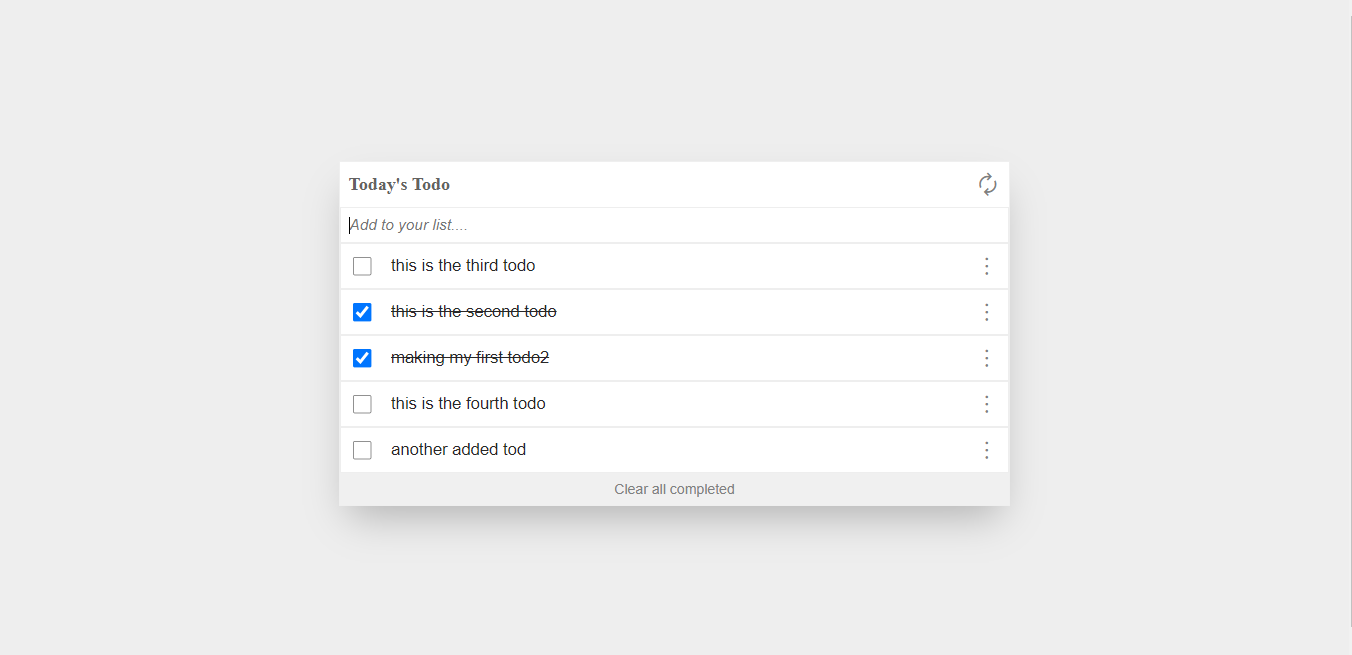 Today's Todo
Add to your list....
this is the third todo
this is the second todo
making my first todo2
this is the fourth todo
another added tod
Clear all completed